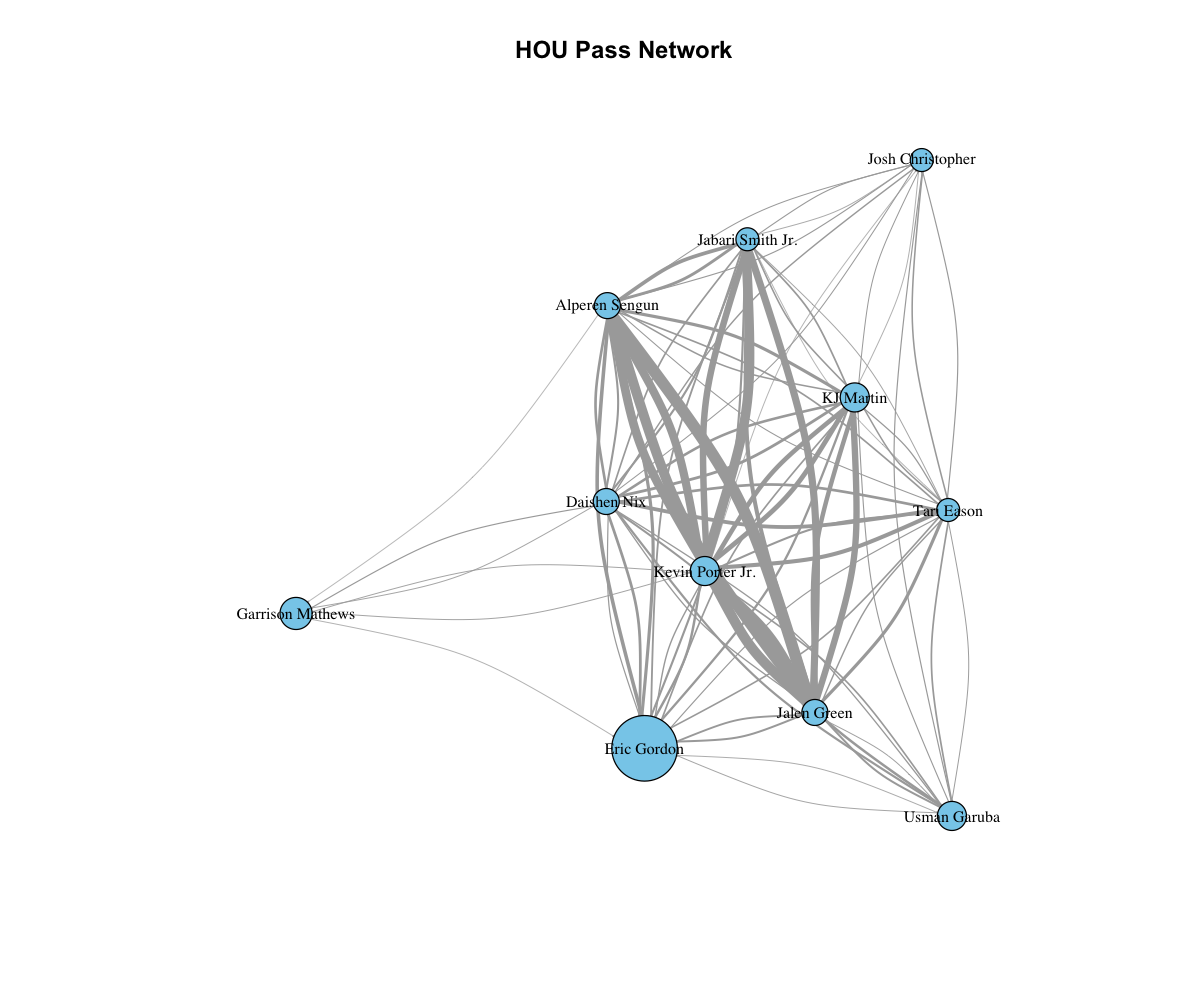 HOU Pass Network
Josh Christopher
Jabari Smith Jr.
Alperen Sengun
KJ Martin
Daishen Nix
Tari Eason
Kevin Porter Jr.
Garrison Mathews
Jalen Green
Eric Gordon
Usman Garuba